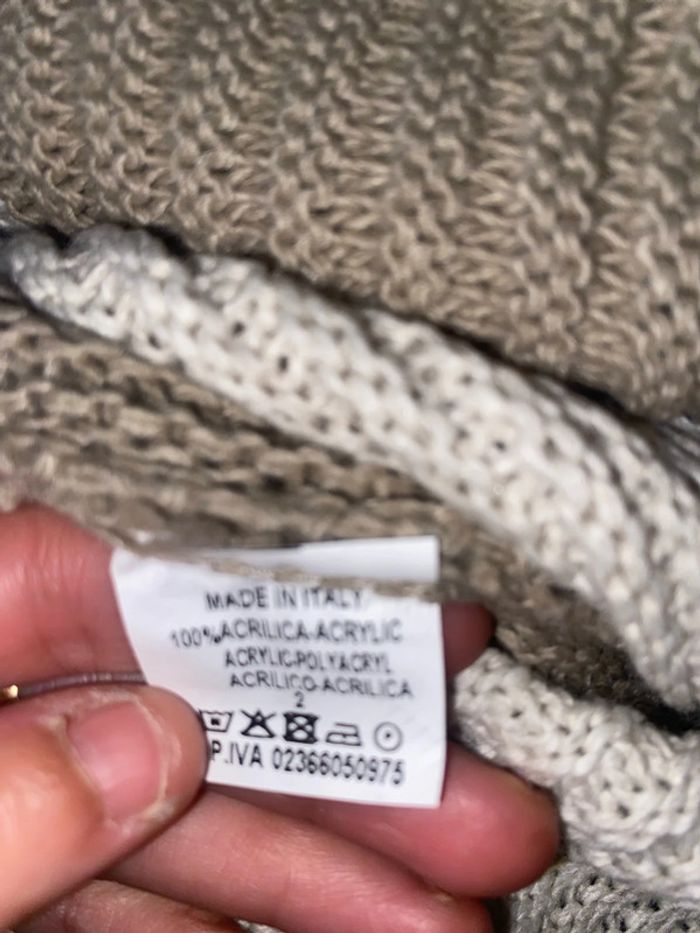 MADE IN ITALY
100%ACRILICA-ACRYLIC
ACRYLIC-POLYACRYL
ACRILICO-ACRILICA
2
P.IVA 02366050975